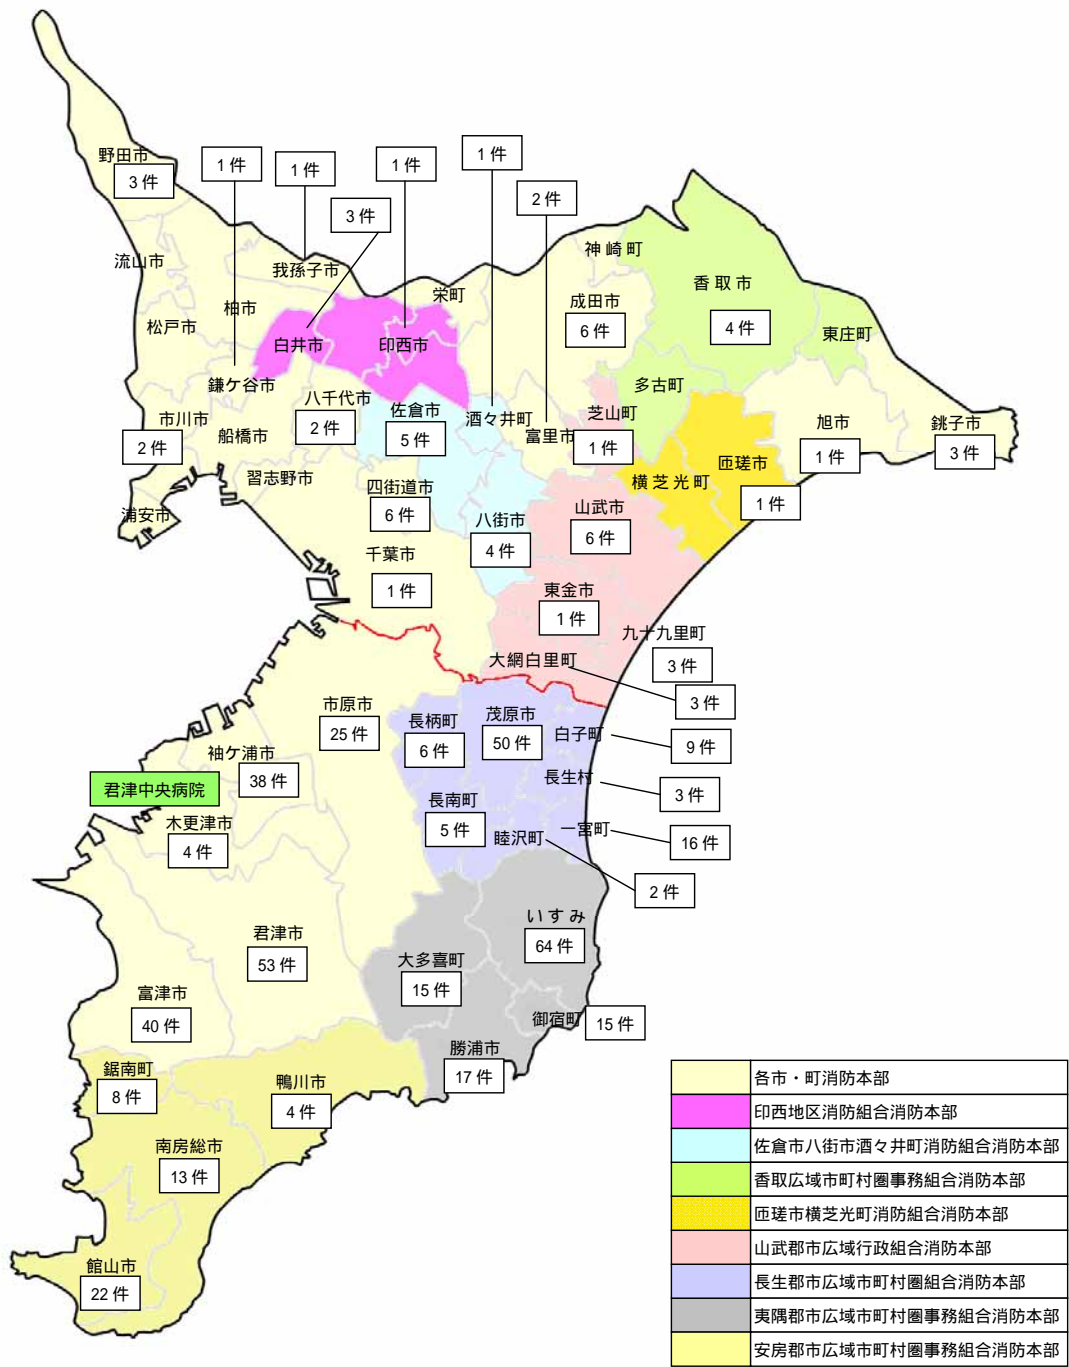 野田市
3 件
1 件
1 件
1 件
1 件
2 件
3 件
流山市
我孫子市
柏市
松戸市
栄町
神崎町
成田市
6 件
香取市
4 件
東庄町
白井市
印西市
鎌ケ谷市
八千代市
2 件
佐倉市
5 件
酒々井町
富里市
芝山町
1 件
多古町
市川市
2 件
船橋市
習志野市
浦安市
四街道市
6 件
八街市
4 件
千葉市
1 件
横芝光町
匝瑳市
1 件
旭市
1 件
銚子市
3 件
山武市
6 件
東金市
1 件
九十九里町
3 件
大網白里町
3 件
市原市
25 件
長柄町
6 件
茂原市
50 件
白子町
9 件
袖ケ浦市
38 件
君津中央病院
木更津市
4 件
長南町
5 件
長生村
3 件
睦沢町
2 件
一宮町
16 件
君津市
53 件
富津市
40 件
大多喜町
15 件
いすみ
64 件
御宿町
15 件
勝浦市
17 件
鋸南町
8 件
鴨川市
4 件
南房総市
13 件
館山市
22 件
各市・町消防本部
印西地区消防組合消防本部
佐倉市八街市酒々井町消防組合消防本部
香取広域市町村圏事務組合消防本部
匝瑳市横芝光町消防組合消防本部
山武郡市広域行政組合消防本部
長生郡市広域市町村圏組合消防本部
夷隅郡市広域市町村圏事務組合消防本部
安房郡市広域市町村圏事務組合消防本部